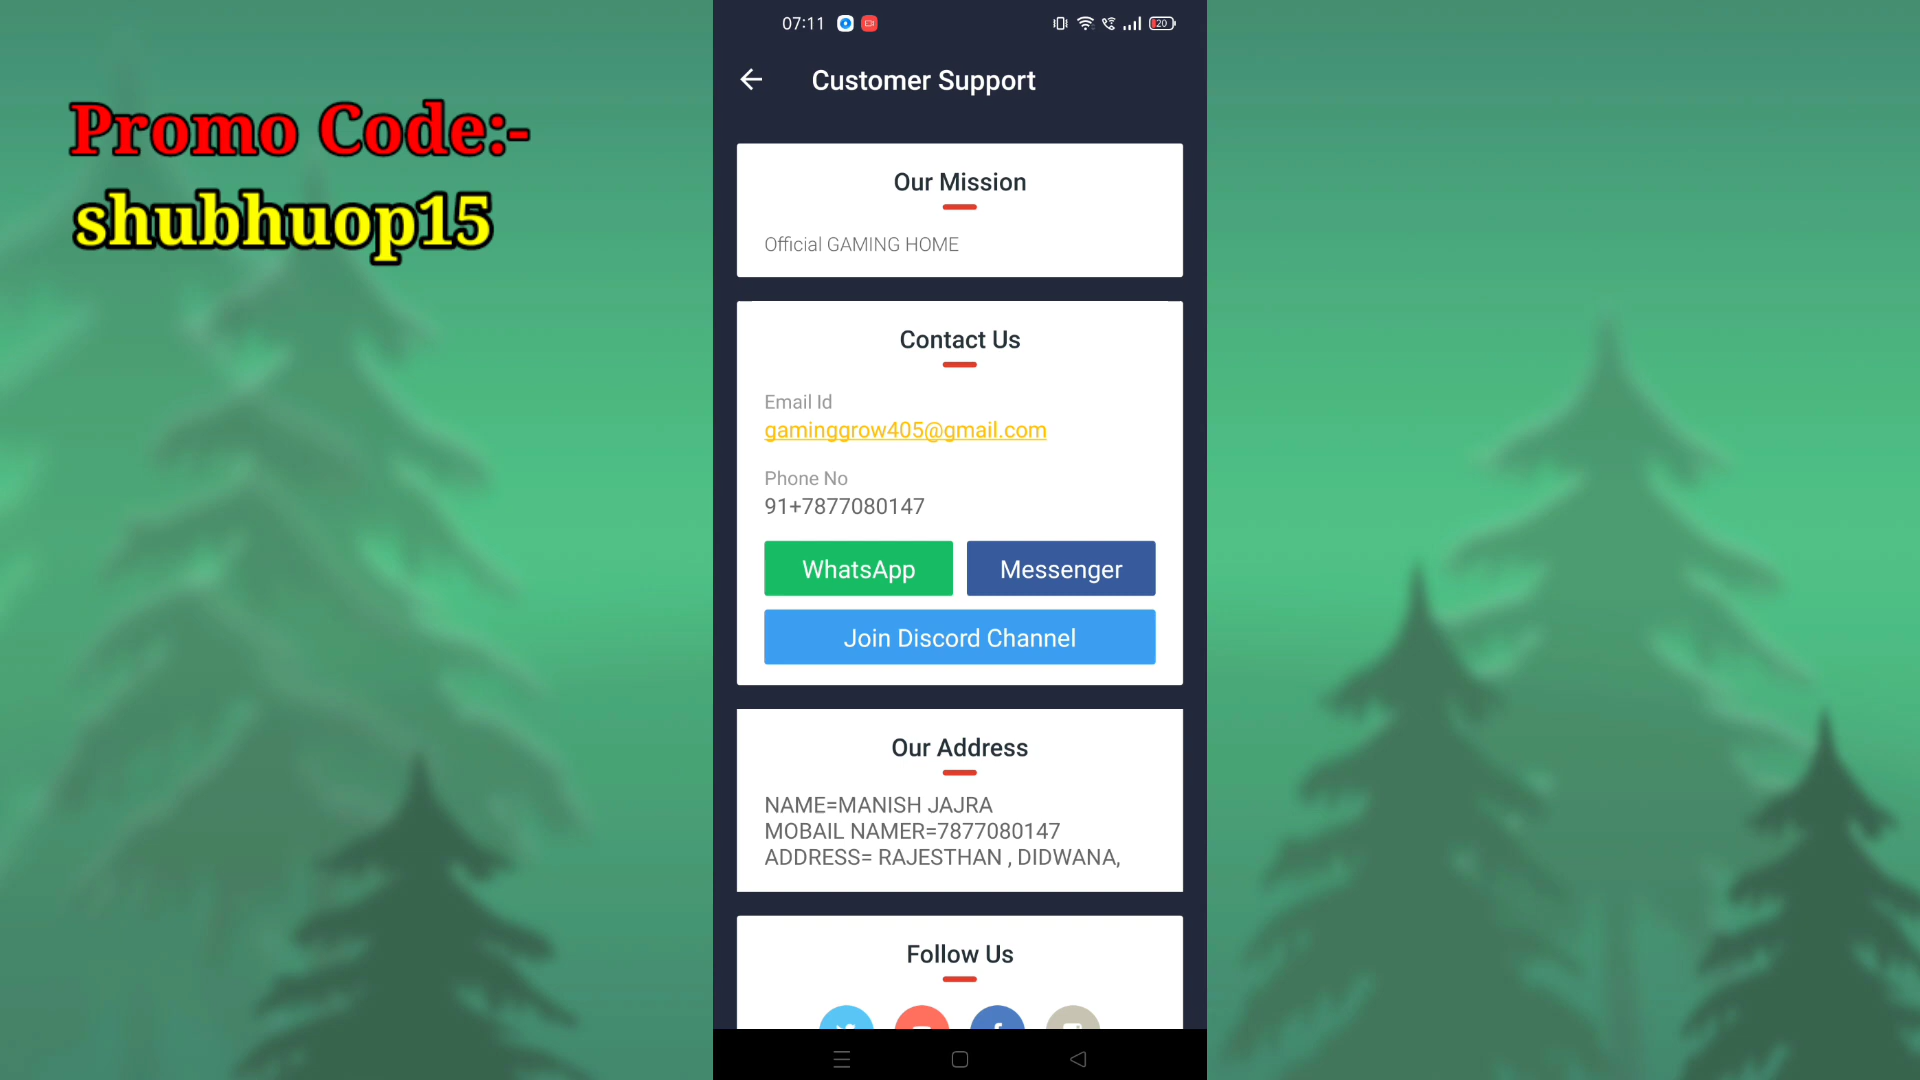 Promo Code:-
shubhuop15
07:11
20
Customer Support
Our Mission
Official GAMING HOME
Contact Us
Email Id
gaminggrow405@gmail.com
Phone No
91+7877080147
WhatsApp
Messenger
Join Discord Channel
Our Address
NAME=MANISH JAJRA
MOBAIL NAMER=7877080147
ADDRESS= RAJESTHAN , DIDWANA,
Follow Us